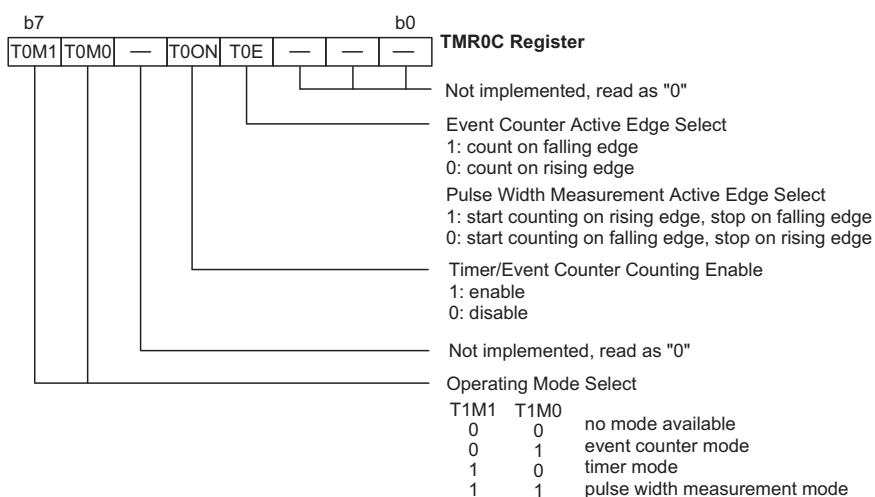 b7 b0
T0M1 T0M0 — T0ON T0E — — —
TMR0C Register
Not implemented, read as "0"
Event Counter Active Edge Select
1: count on falling edge
0: count on rising edge
Pulse Width Measurement Active Edge Select
1: start counting on rising edge, stop on falling edge
0: start counting on falling edge, stop on rising edge
Timer/Event Counter Counting Enable
1: enable
0: disable
Not implemented, read as "0"
Operating Mode Select
T1M1 T1M0
0 0 no mode available
0 1 event counter mode
1 0 timer mode
1 1 pulse width measurement mode